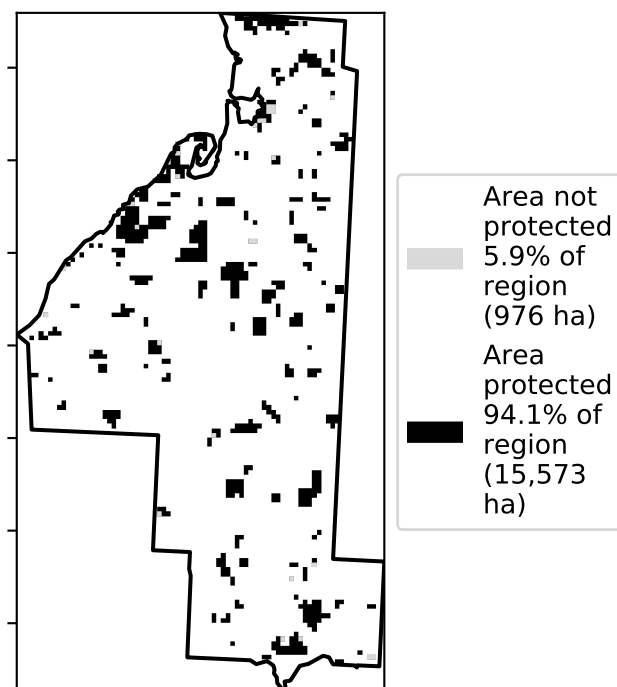 Area not
protected
5.9% of
region
(976 ha)
Area
protected
94.1% of
region
(15,573
ha)